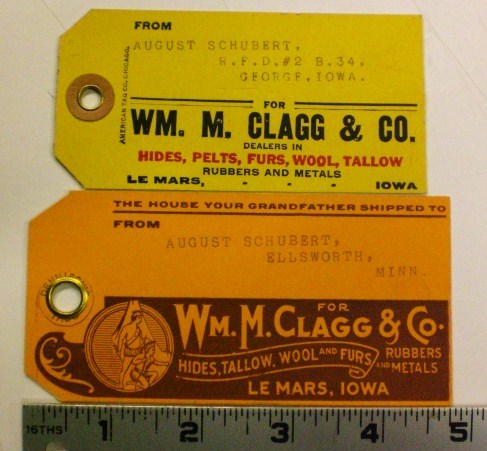 FROM
AUGUST SCHUBERT,
R.F.D.#2 B.34,
GEORGE, IOWA.
AMERICAN TAG CO. CHICAGO.
FOR
WM. M. CLAGG & CO.
DEALERS IN
HIDES, PELTS, FURS, WOOL, TALLOW
RUBBERS AND METALS
LE MARS, - - - IOWA
THE HOUSE YOUR GRANDFATHER SHIPPED TO
FROM
AUGUST SCHUBERT,
ELLSWORTH,
MINN.
FOR
WM. M. CLAGG & CO.
HIDES, TALLOW, WOOL AND FURS
RUBBERS
AND METALS
LE MARS, IOWA
16THS 1 2 3 4 5